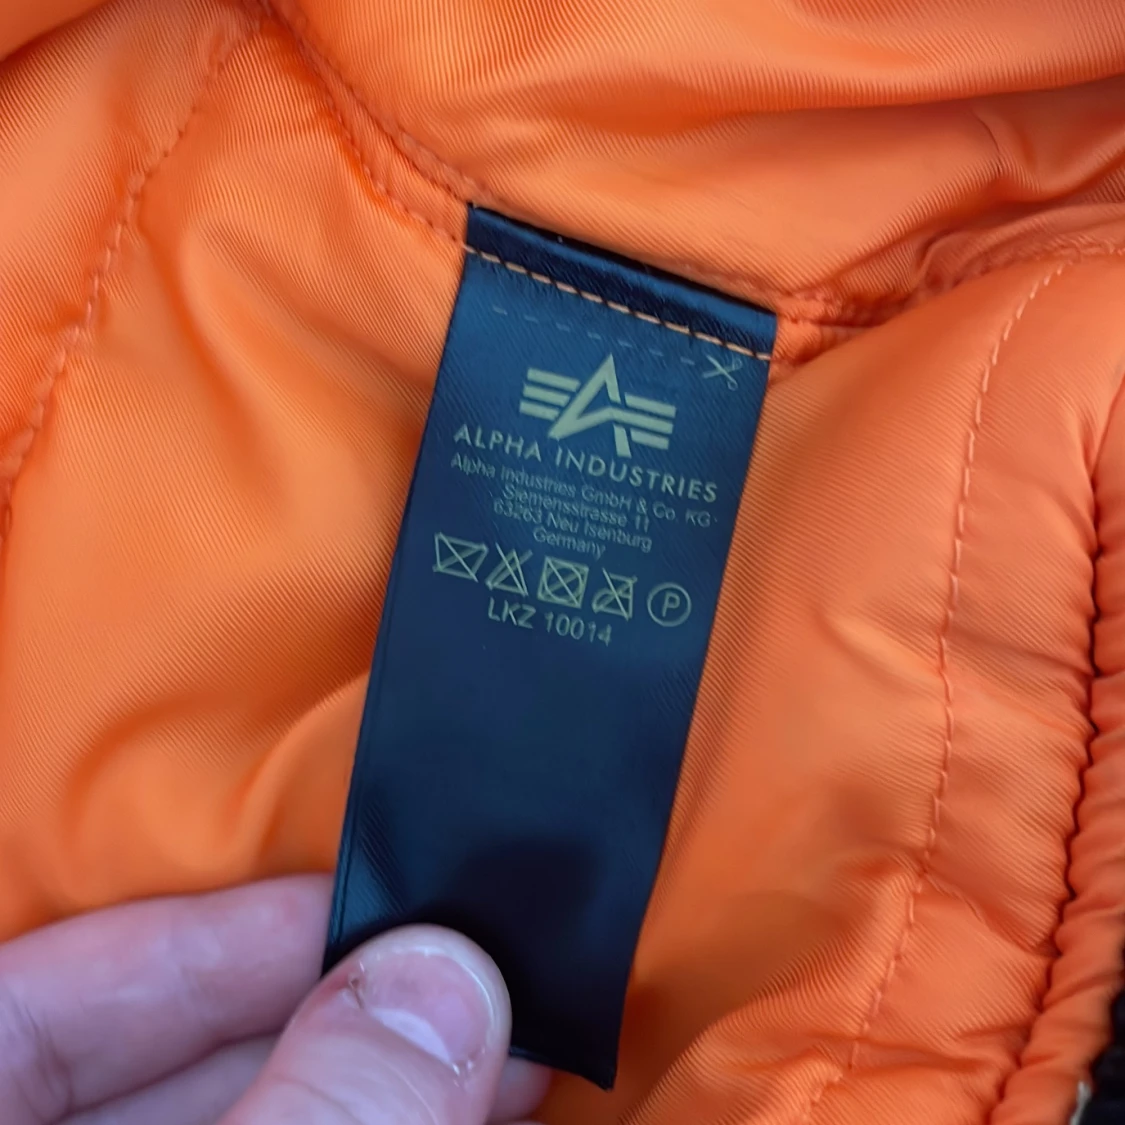 ALPHA INDUSTRIES
Alpha Industries GmbH & Co. KG
Siemensstrasse 11
63263 Neu Isenburg
Germany
P
LKZ 10014